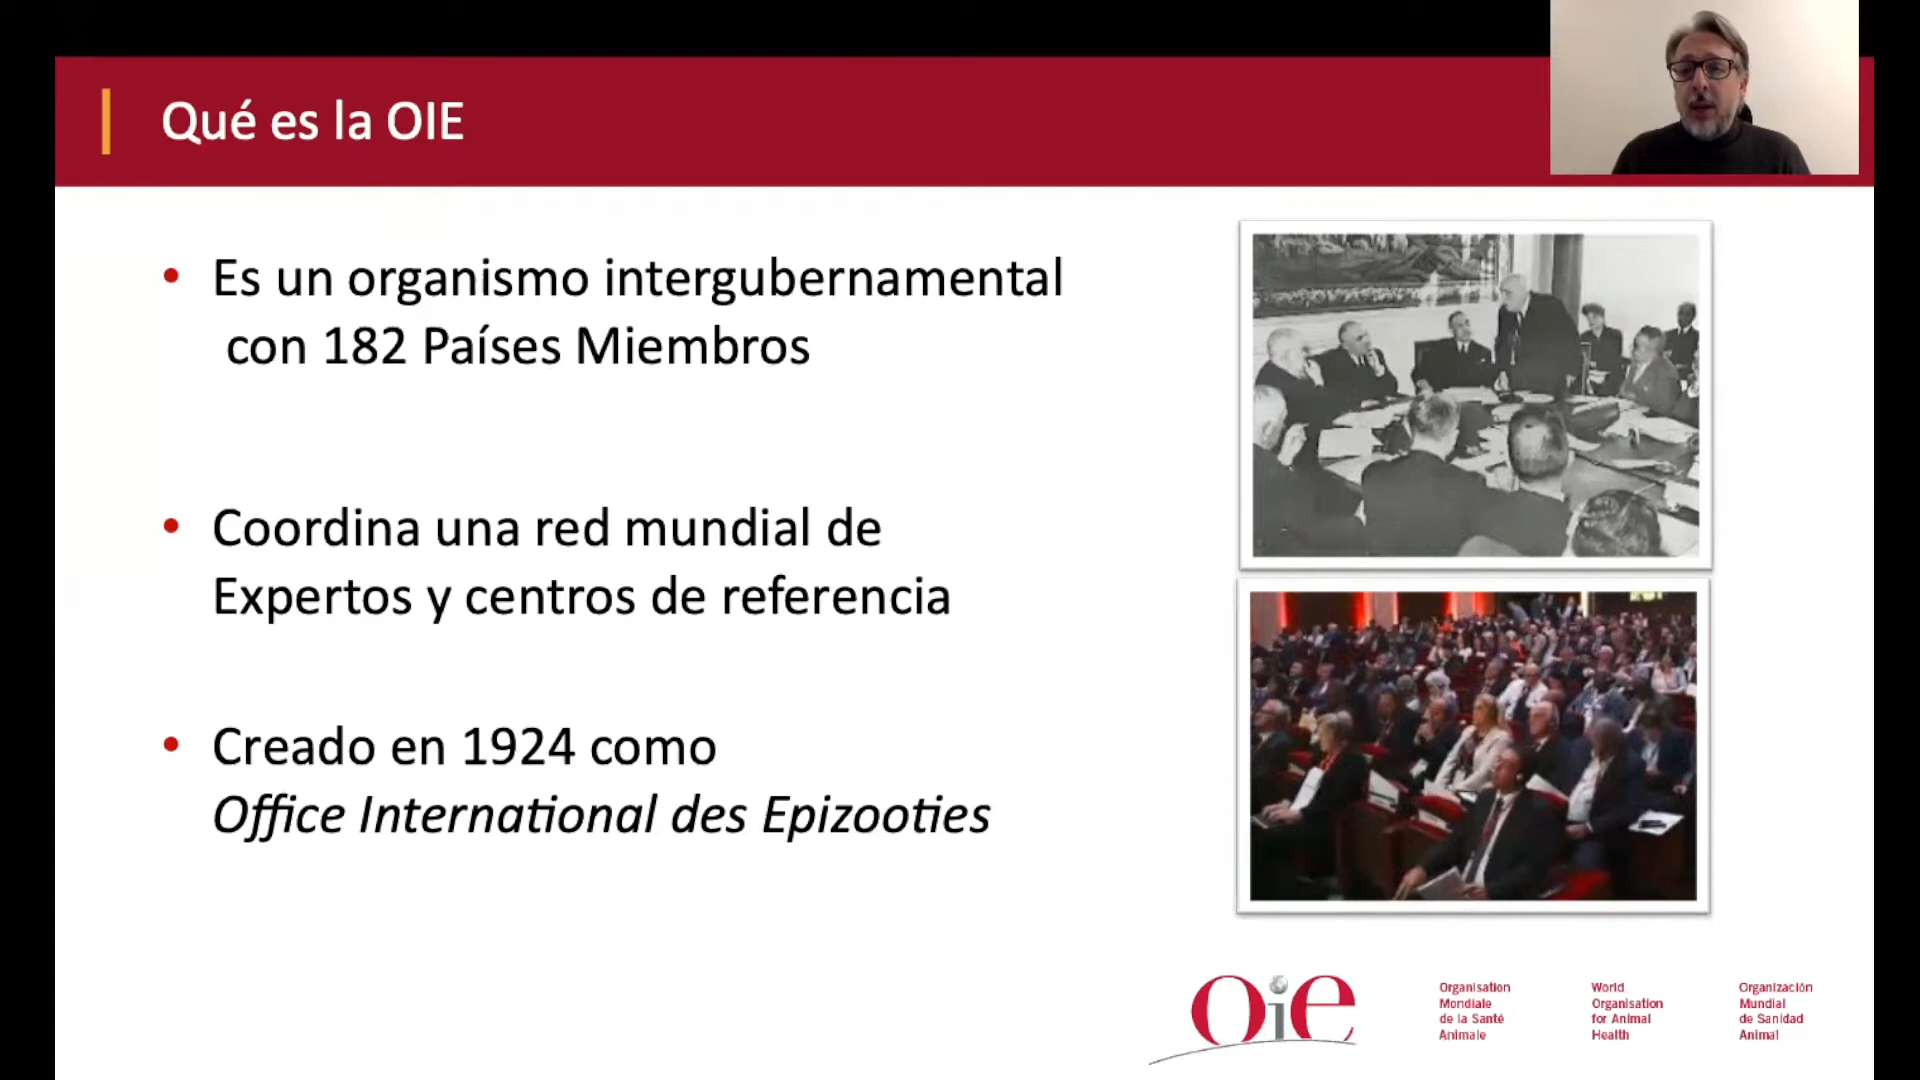 Qué es la OIE
• Es un organismo intergubernamental
con 182 Países Miembros
• Coordina una red mundial de
Expertos y centros de referencia
• Creado en 1924 como
Office International des Epizooties
Oie
Organisation
Mondiale
de la Santé
Animale
World
Organisation
for Animal
Health
Organización
Mundial
de Sanidad
Animal